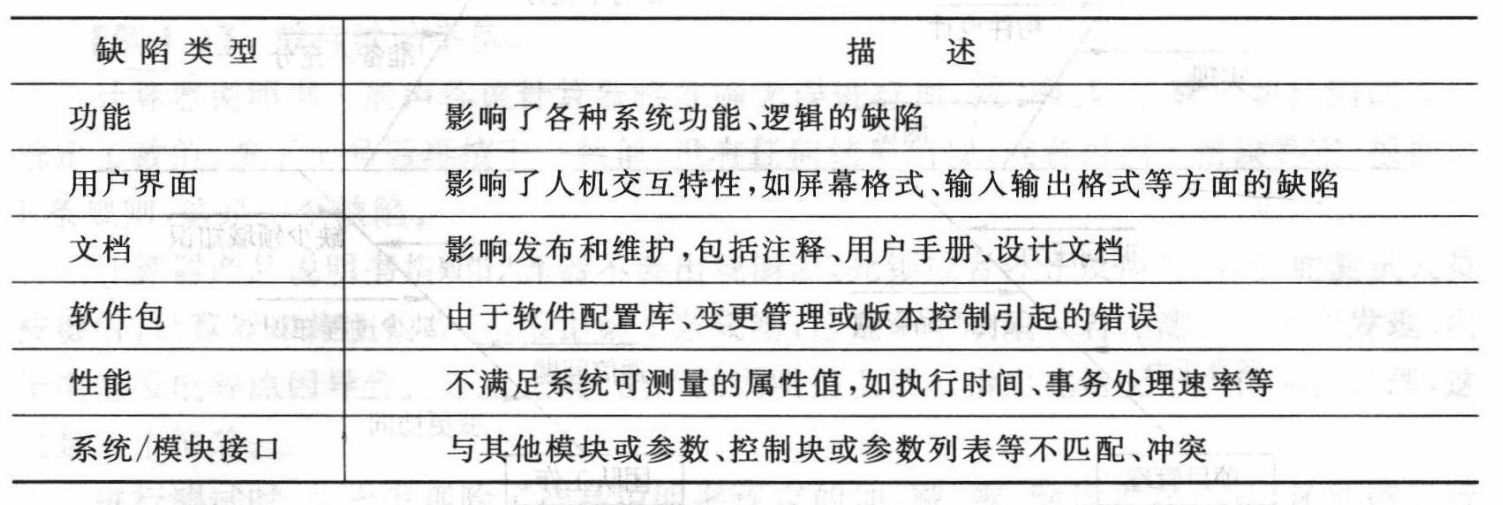 缺陷类型 描述
功能 影响了各种系统功能、逻辑的缺陷
用户界面 影响了人机交互特性,如屏幕格式、输入输出格式等方面的缺陷
文档 影响发布和维护,包括注释、用户手册、设计文档
软件包 由于软件配置库、变更管理或版本控制引起的错误
性能 不满足系统可测量的属性值,如执行时间、事务处理速率等
系统/模块接口 与其他模块或参数、控制块或参数列表等不匹配、冲突